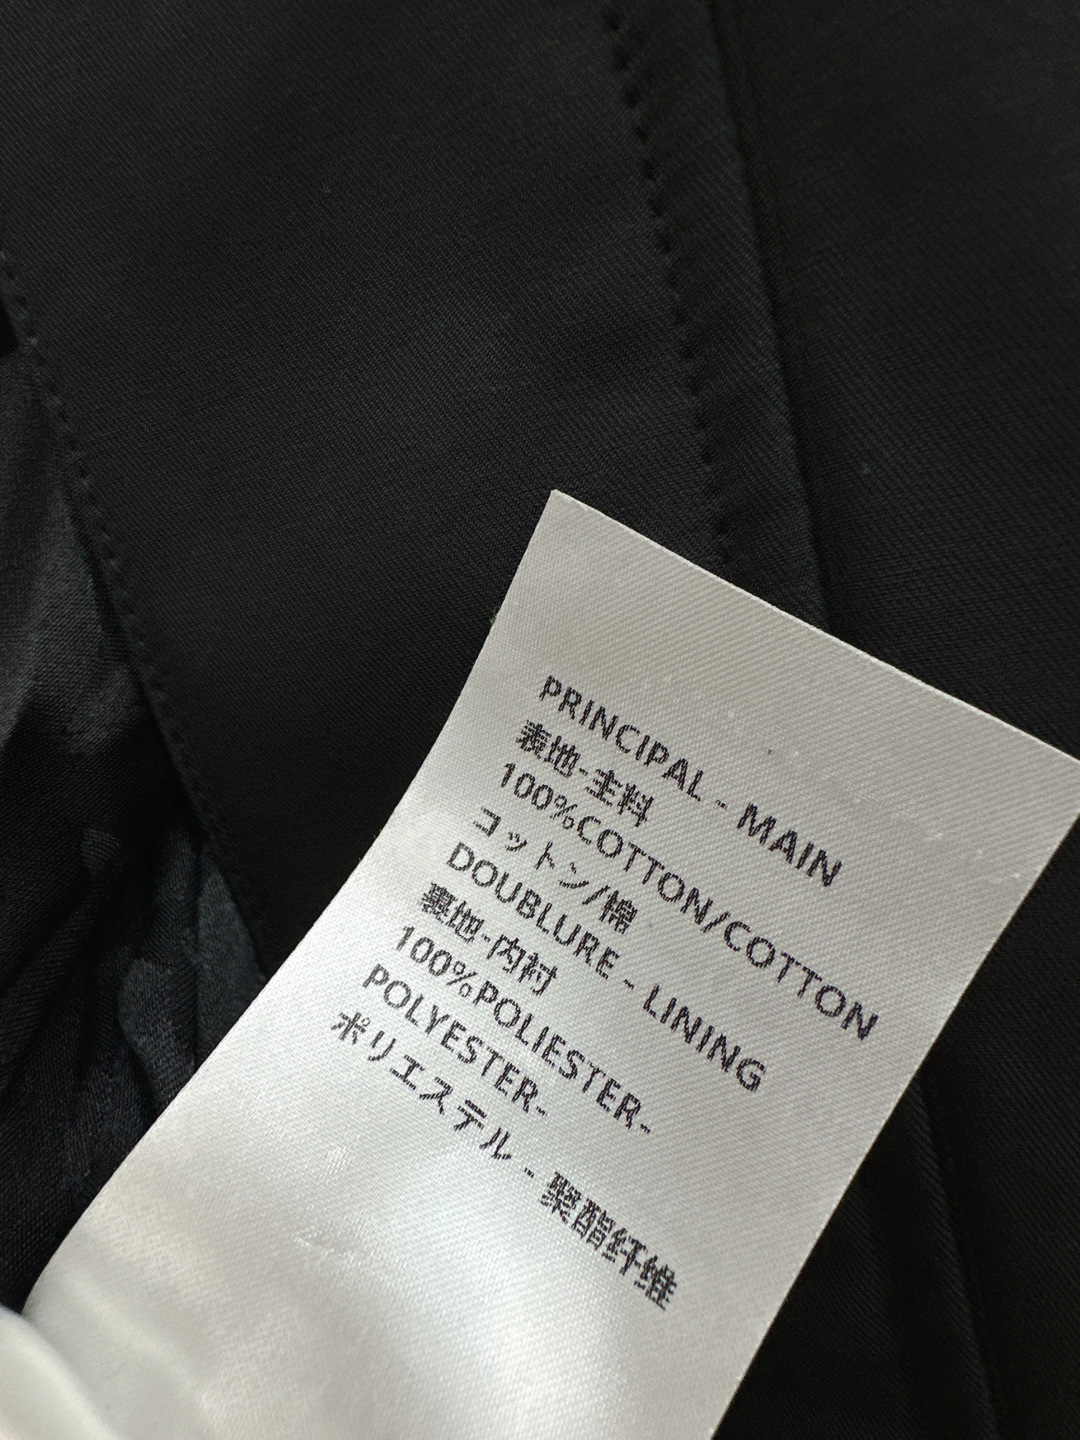 PRINCIPAL - MAIN
表地-主料
100%COTTON/COTTON
コットン/棉
DOUBLURE - LINING
裏地-内衬
100%POLIESTER-
POLYESTER-
ポリエステル - 聚酯纤维